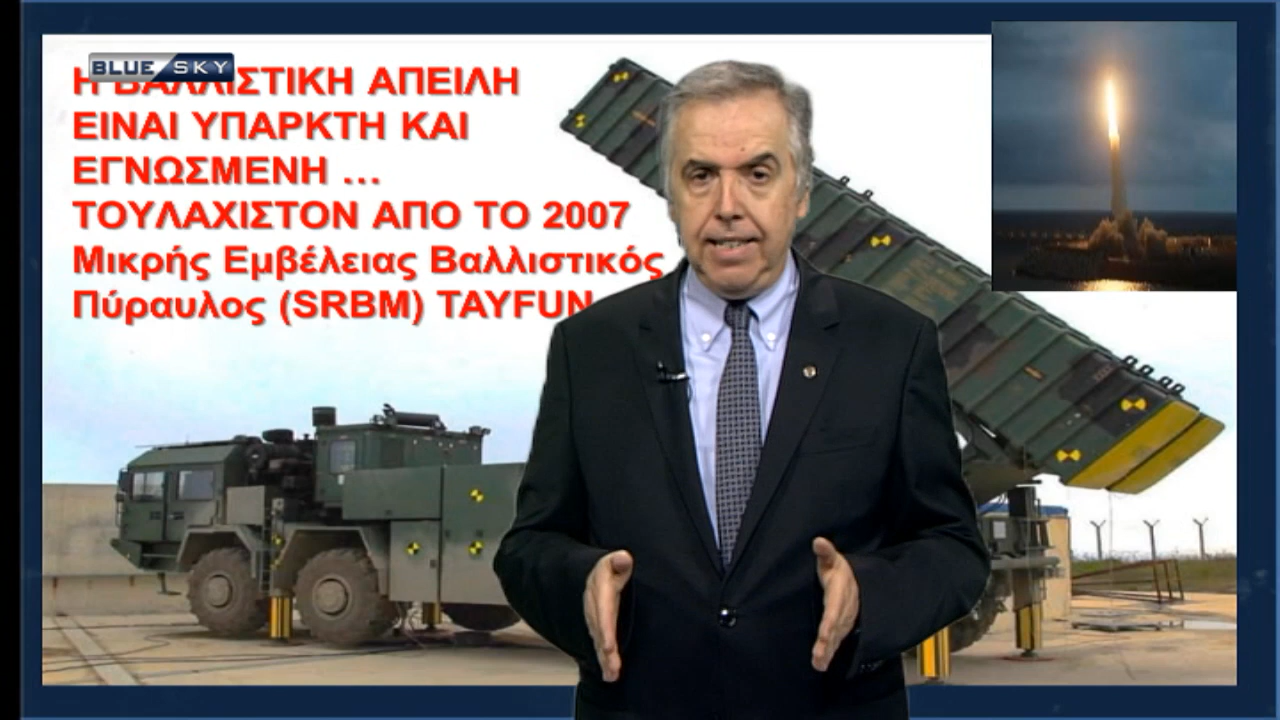 BLUE SKY
Η ΒΑΛΛΙΣΤΙΚΗ ΑΠΕΙΛΗ
ΕΙΝΑΙ ΥΠΑΡΚΤΗ ΚΑΙ
ΕΓΝΩΣΜΕΝΗ ...
ΤΟΥΛΑΧΙΣΤΟΝ ΑΠΟ ΤΟ 2007
Μικρής Εμβέλειας Βαλλιστικός
Πύραυλος (SRBM) TAYFUN